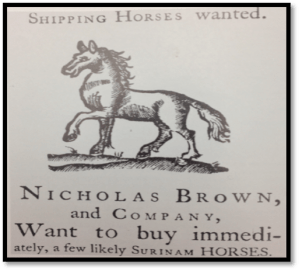 SHIPPING HORSES wanted.
NICHOLAS BROWN,
and COMPANY,
Want to buy immedi-
ately, a few likely SURINAM HORSES.